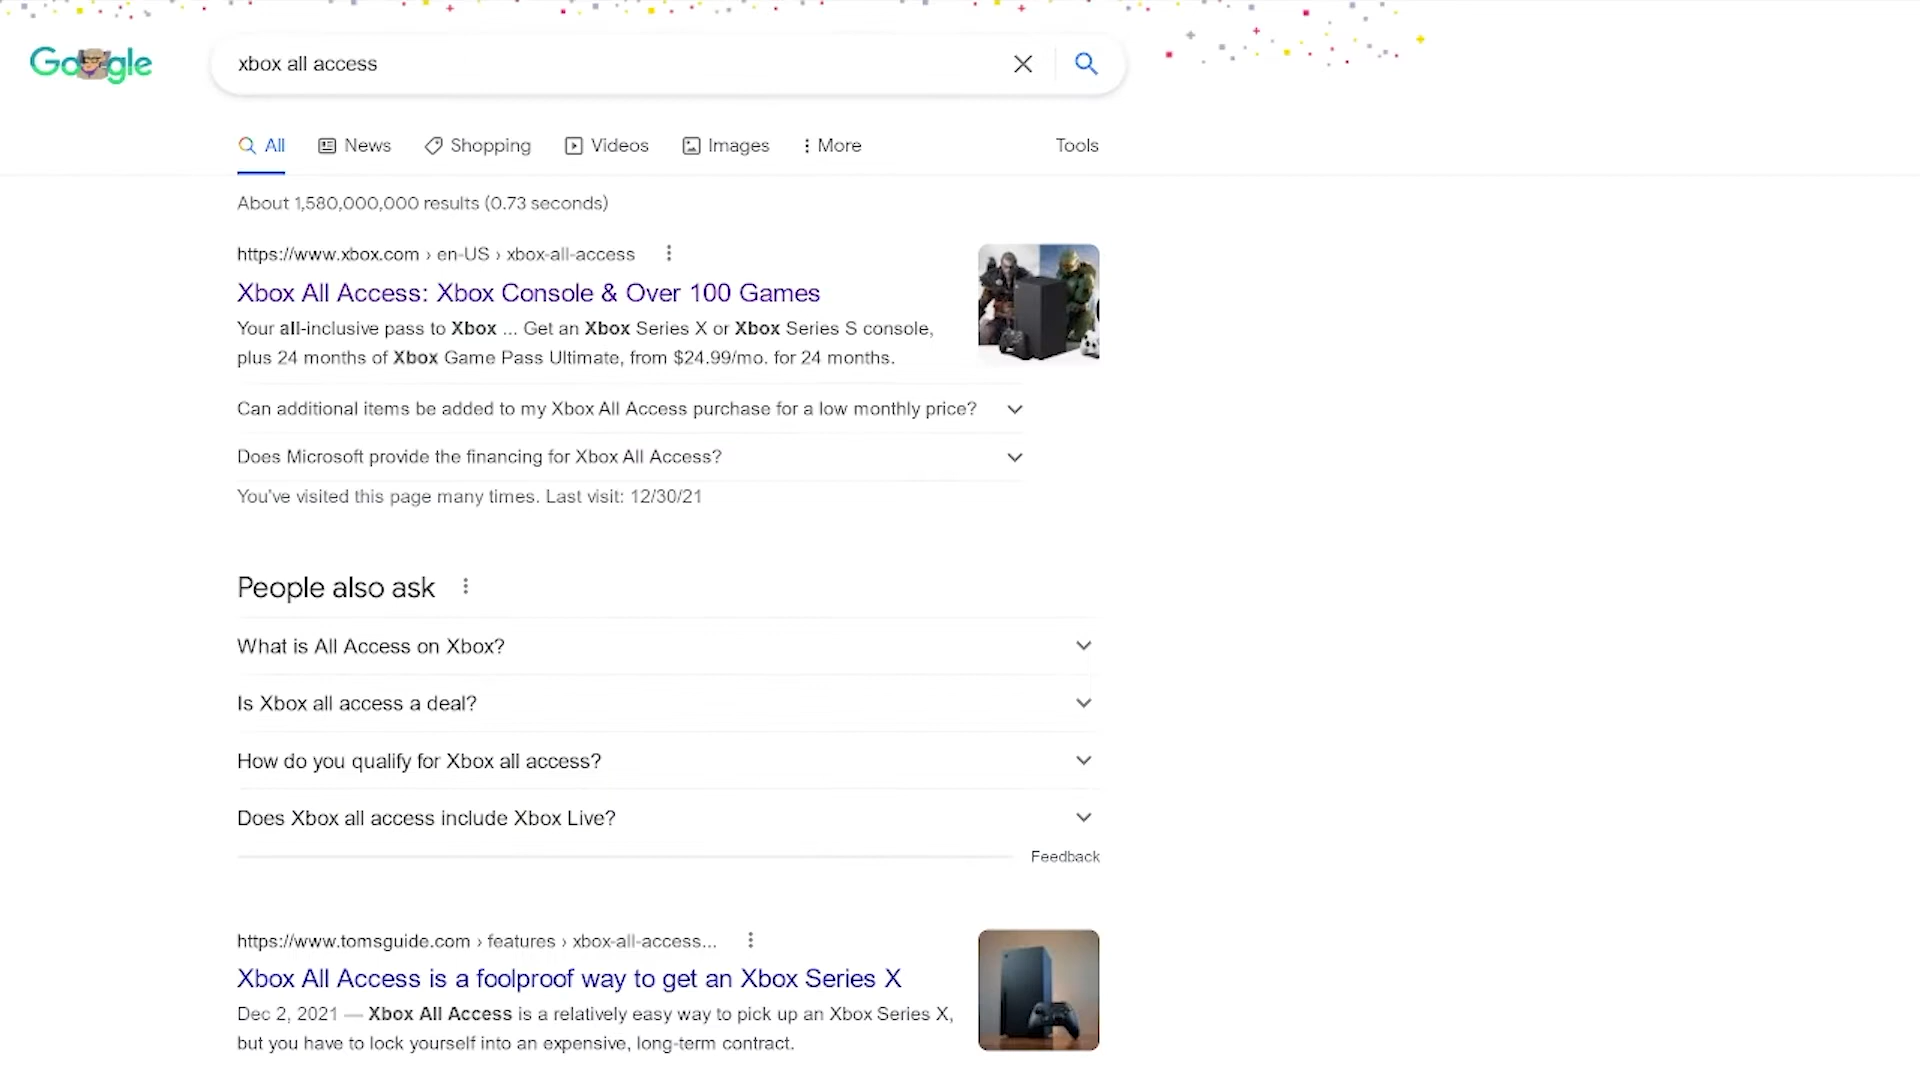 Google
xbox all access
All
News
Shopping
Videos
Images
More
Tools
About 1,580,000,000 results (0.73 seconds)
https://www.xbox.com › en-US › xbox-all-access
Xbox All Access: Xbox Console & Over 100 Games
Your all-inclusive pass to Xbox ... Get an Xbox Series X or Xbox Series S console,
plus 24 months of Xbox Game Pass Ultimate, from $24.99/mo. for 24 months.
Can additional items be added to my Xbox All Access purchase for a low monthly price?
Does Microsoft provide the financing for Xbox All Access?
You've visited this page many times. Last visit: 12/30/21
People also ask
What is All Access on Xbox?
Is Xbox all access a deal?
How do you qualify for Xbox all access?
Does Xbox all access include Xbox Live?
Feedback
https://www.tomsguide.com › features › xbox-all-access...
Xbox All Access is a foolproof way to get an Xbox Series X
Dec 2, 2021 — Xbox All Access is a relatively easy way to pick up an Xbox Series X,
but you have to lock yourself into an expensive, long-term contract.